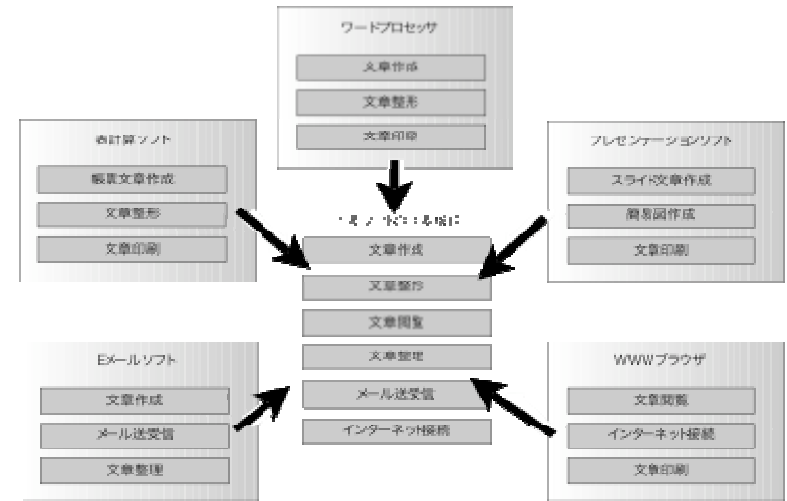 ワードプロセッサ
文章作成
文章整形
文章印刷
表計算ソフト
帳票文章作成
文章整形
文章印刷
プレゼンテーションソフト
スライド文章作成
簡易図作成
文章印刷
文章作成
文章整形
文章閲覧
文章整理
メール送受信
インターネット接続
Eメールソフト
文章作成
メール送受信
文章整理
WWWブラウザ
文章閲覧
インターネット接続
文章印刷